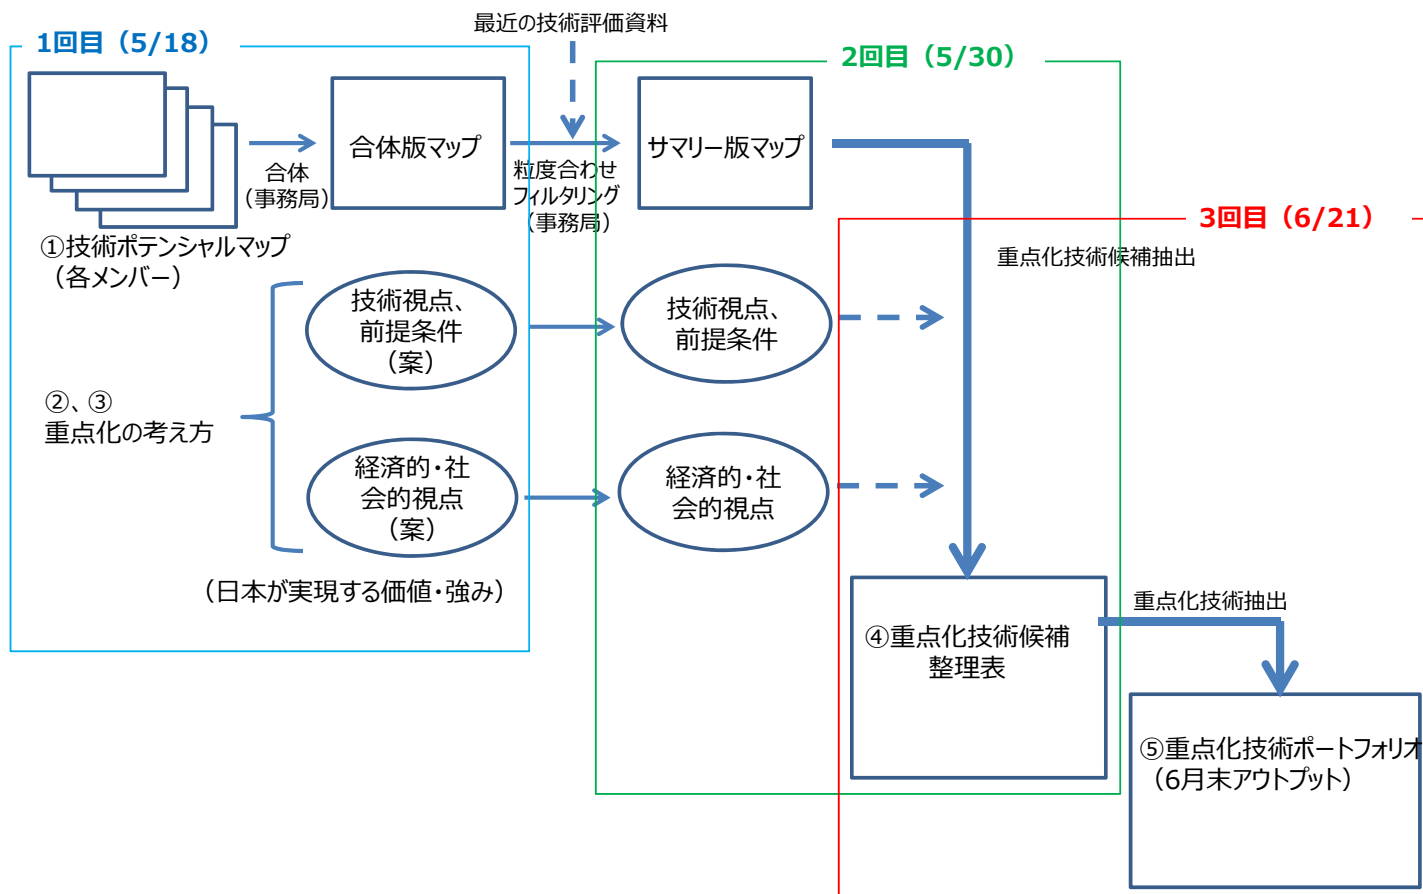 最近の技術評価資料
1回目（5/18）
2回目（5/30）
合体版マップ
サマリー版マップ
合体
（事務局）
粒度合わせ
フィルタリング
（事務局）
①技術ポテンシャルマップ
（各メンバー）
3回目（6/21）
重点化技術候補抽出
技術視点、
前提条件
（案）
技術視点、
前提条件
②、③
重点化の考え方
経済的・社
会的視点
（案）
経済的・社
会的視点
（日本が実現する価値・強み）
重点化技術抽出
④重点化技術候補
整理表
⑤重点化技術ポートフォリオ
（6月末アウトプット）